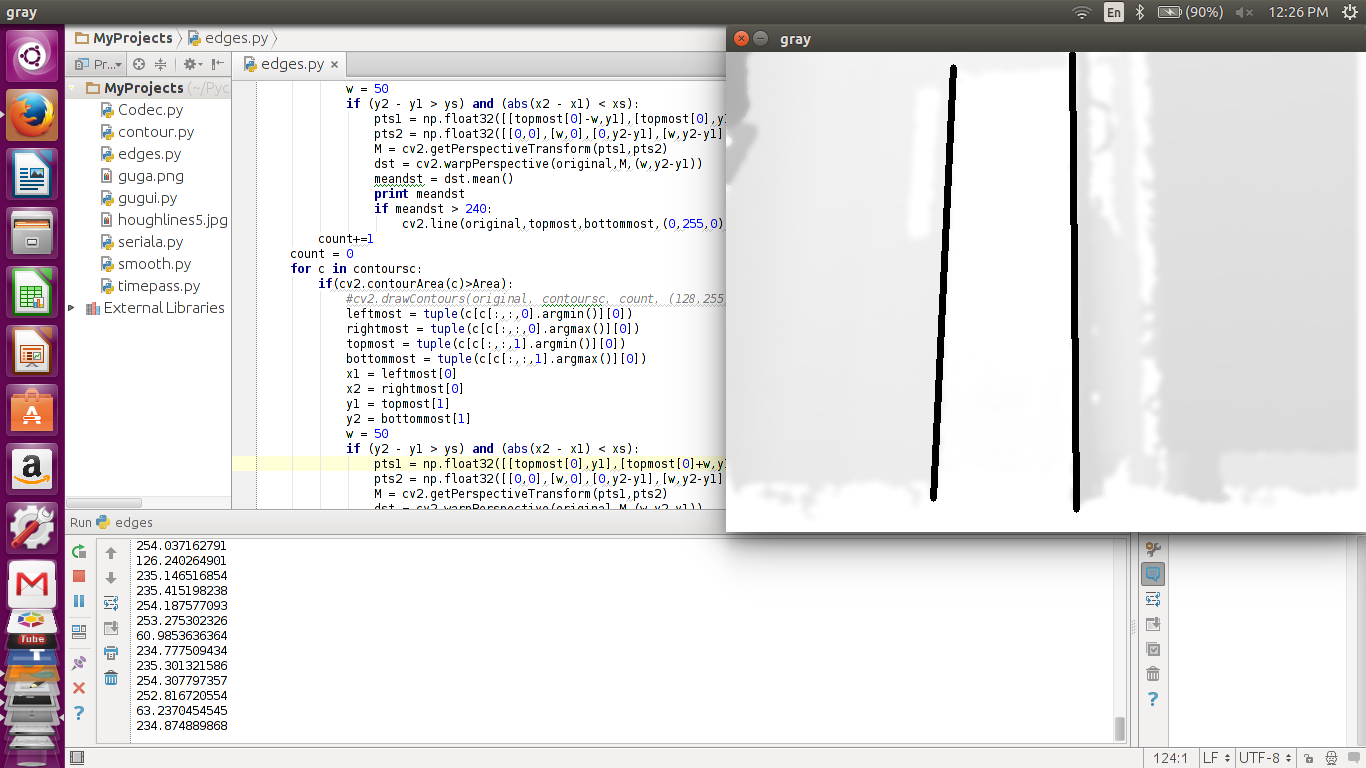 gray
En
(90%)
12:26 PM
MyProjects
edges.py
Pr...
edges.py
MyProjects (~/Pyc
Codec.py
contour.py
edges.py
guga.png
gugui.py
houghlines5.jpg
seriala.py
smooth.py
timepass.py
External Libraries
w = 50
if (y2 - y1 > ys) and (abs(x2 - x1) < xs):
pts1 = np.float32([[topmost[0]-w,y1],[topmost[0],y1
pts2 = np.float32([[0,0],[w,0],[0,y2-y1],[w,y2-y1]
M = cv2.getPerspectiveTransform(pts1,pts2)
dst = cv2.warpPerspective(original,M,(w,y2-y1))
meandst = dst.mean()
print meandst
if meandst > 240:
cv2.line(original,topmost,bottommost,(0,255,0)
count+=1
count = 0
for c in contoursc:
if(cv2.contourArea(c)>Area):
#cv2.drawContours(original, contoursc, count, (128,255
leftmost = tuple(c[c[:,:,0].argmin()][0])
rightmost = tuple(c[c[:,:,0].argmax()][0])
topmost = tuple(c[c[:,:,1].argmin()][0])
bottommost = tuple(c[c[:,:,1].argmax()][0])
x1 = leftmost[0]
x2 = rightmost[0]
y1 = topmost[1]
y2 = bottommost[1]
w = 50
if (y2 - y1 > ys) and (abs(x2 - x1) < xs):
pts1 = np.float32([[topmost[0],y1],[topmost[0]+w,y1
pts2 = np.float32([[0,0],[w,0],[0,y2-y1],[w,y2-y1]
M = cv2.getPerspectiveTransform(pts1,pts2)
dst = cv2.warpPerspective(original,M,(w,y2-y1))
gray
Run edges
254.037162791
126.240264901
235.146516854
235.415198238
254.187577093
253.275302326
60.9853636364
234.777509434
235.301321586
254.307797357
252.816720554
63.2370454545
234.874889868
Tube
124:1
LF
UTF-8